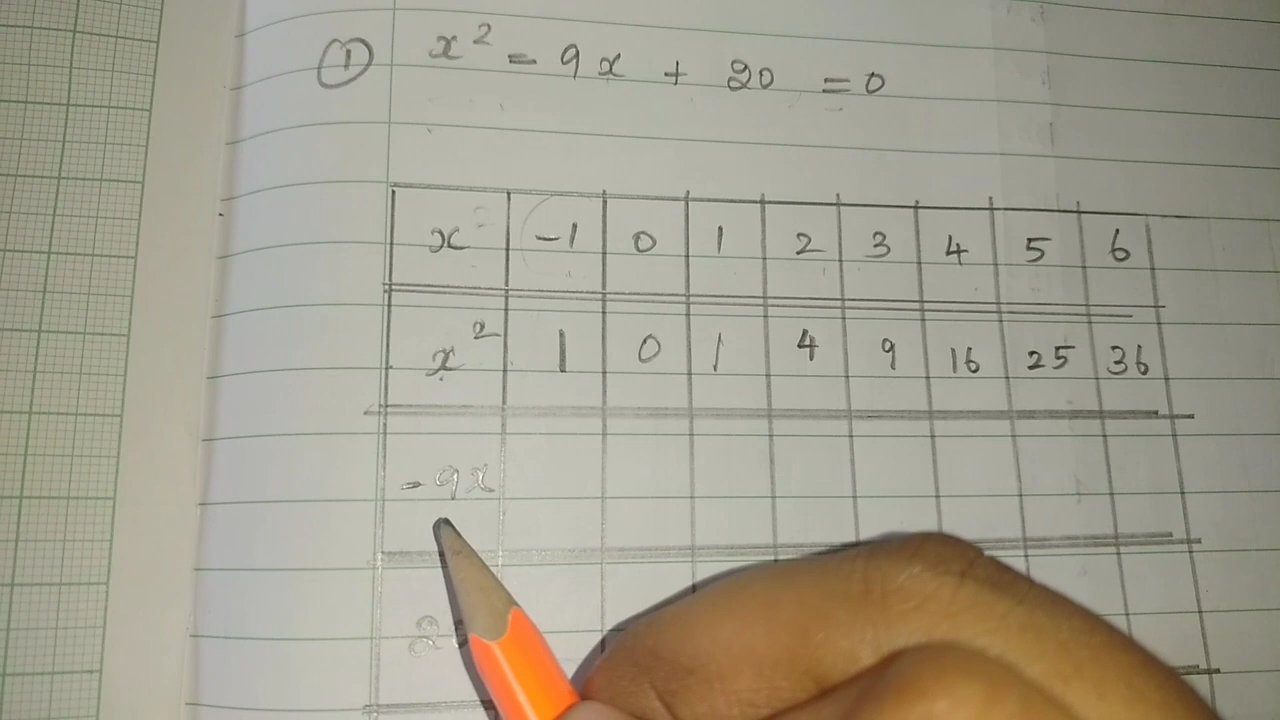 ① x² - 9x + 20 = 0
x -1 0 1 2 3 4 5 6
x² 1 0 1 4 9 16 25 36
-9x